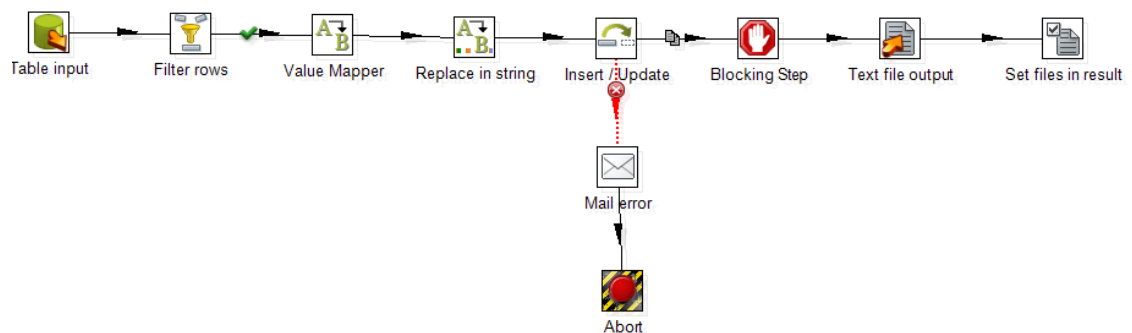 Table input
Filter rows
Value Mapper
Replace in string
Insert / Update
Blocking Step
Text file output
Set files in result
A
B
A
B
Mail error
Abort